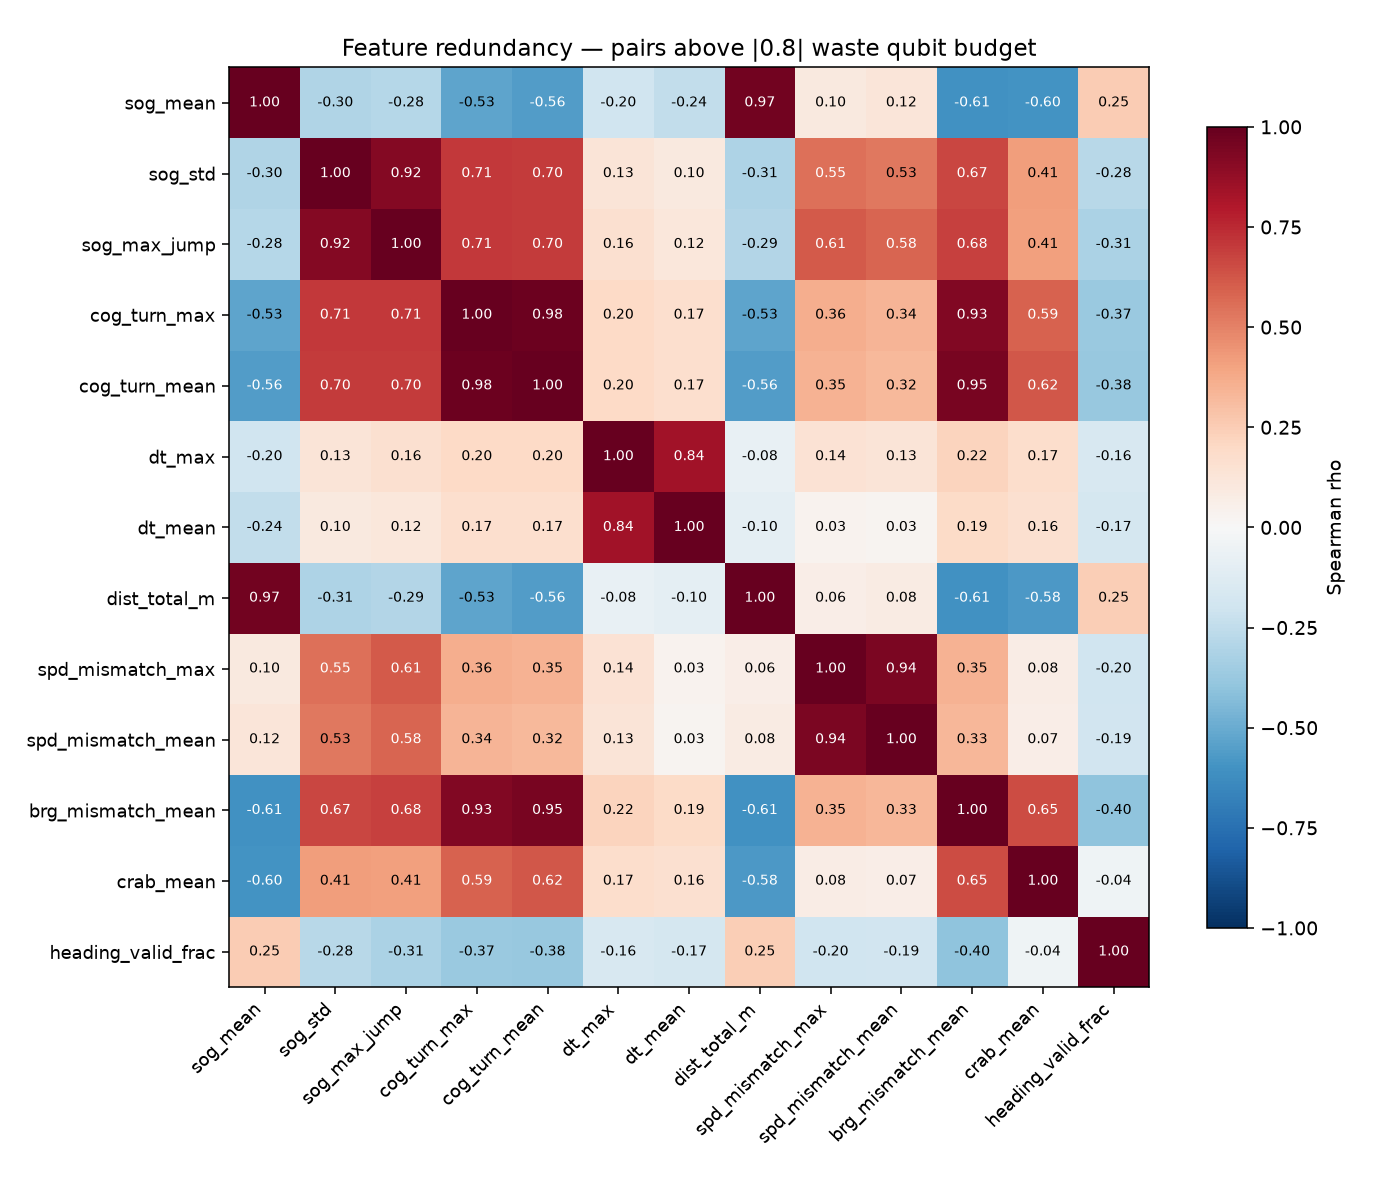 Feature redundancy — pairs above |0.8| waste qubit budget
sog_mean 1.00 -0.30 -0.28 -0.53 -0.56 -0.20 -0.24 0.97 0.10 0.12 -0.61 -0.60 0.25
sog_std -0.30 1.00 0.92 0.71 0.70 0.13 0.10 -0.31 0.55 0.53 0.67 0.41 -0.28
sog_max_jump -0.28 0.92 1.00 0.71 0.70 0.16 0.12 -0.29 0.61 0.58 0.68 0.41 -0.31
cog_turn_max -0.53 0.71 0.71 1.00 0.98 0.20 0.17 -0.53 0.36 0.34 0.93 0.59 -0.37
cog_turn_mean -0.56 0.70 0.70 0.98 1.00 0.20 0.17 -0.56 0.35 0.32 0.95 0.62 -0.38
dt_max -0.20 0.13 0.16 0.20 0.20 1.00 0.84 -0.08 0.14 0.13 0.22 0.17 -0.16
dt_mean -0.24 0.10 0.12 0.17 0.17 0.84 1.00 -0.10 0.03 0.03 0.19 0.16 -0.17
dist_total_m 0.97 -0.31 -0.29 -0.53 -0.56 -0.08 -0.10 1.00 0.06 0.08 -0.61 -0.58 0.25
spd_mismatch_max 0.10 0.55 0.61 0.36 0.35 0.14 0.03 0.06 1.00 0.94 0.35 0.08 -0.20
spd_mismatch_mean 0.12 0.53 0.58 0.34 0.32 0.13 0.03 0.08 0.94 1.00 0.33 0.07 -0.19
brg_mismatch_mean -0.61 0.67 0.68 0.93 0.95 0.22 0.19 -0.61 0.35 0.33 1.00 0.65 -0.40
crab_mean -0.60 0.41 0.41 0.59 0.62 0.17 0.16 -0.58 0.08 0.07 0.65 1.00 -0.04
heading_valid_frac 0.25 -0.28 -0.31 -0.37 -0.38 -0.16 -0.17 0.25 -0.20 -0.19 -0.40 -0.04 1.00
sog_mean
sog_std
sog_max_jump
cog_turn_max
cog_turn_mean
dt_max
dt_mean
dist_total_m
spd_mismatch_max
spd_mismatch_mean
brg_mismatch_mean
crab_mean
heading_valid_frac
1.00
0.75
0.50
0.25
0.00
−0.25
−0.50
−0.75
−1.00
Spearman rho